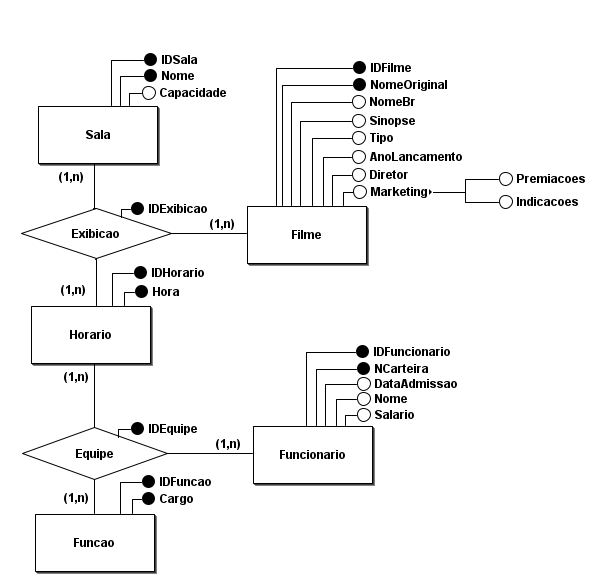 IDSala
Nome
Capacidade
Sala
(1,n)
IDFilme
NomeOriginal
NomeBr
Sinopse
Tipo
AnoLancamento
Diretor
Marketing
Premiacoes
Indicacoes
IDExibicao
Exibicao
(1,n)
Filme
(1,n)
IDHorario
Hora
Horario
(1,n)
IDFuncionario
NCarteira
DataAdmissao
Nome
Salario
IDEquipe
Equipe
(1,n)
Funcionario
(1,n)
IDFuncao
Cargo
Funcao